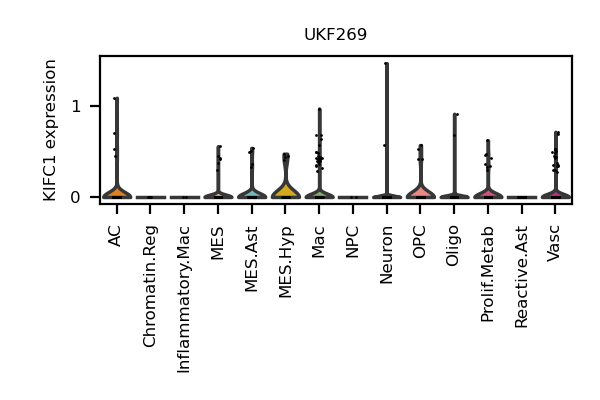 UKF269
KIFC1 expression
1
0
AC
Chromatin.Reg
Inflammatory.Mac
MES
MES.Ast
MES.Hyp
Mac
NPC
Neuron
OPC
Oligo
Prolif.Metab
Reactive.Ast
Vasc